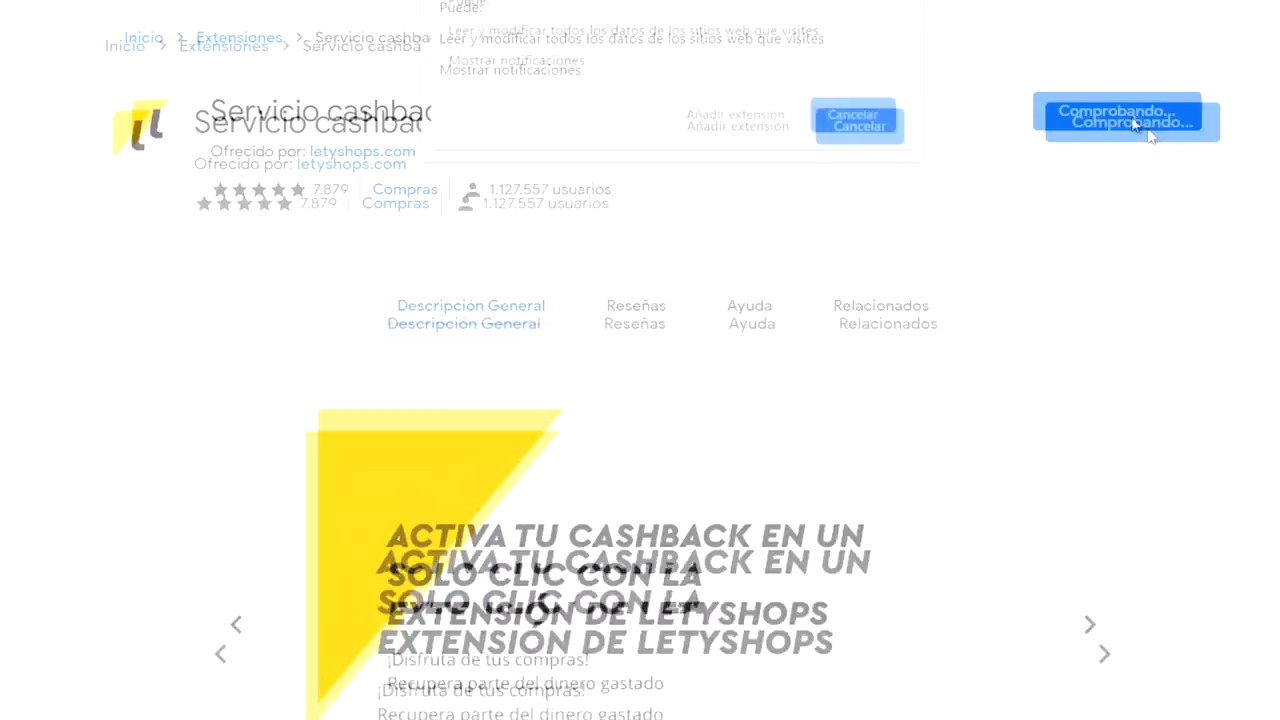 Puede:
Leer y modificar todos los datos de los sitios web que visites
Mostrar notificaciones
Añadir extensión
Cancelar
Inicio > Extensiones > Servicio cashba
Servicio cashbac
Ofrecido por: letyshops.com
7.879 Compras 1.127.557 usuarios
Comprobando...
Descripción General Reseñas Ayuda Relacionados
ACTIVA TU CASHBACK EN UN
SOLO CLIC CON LA
EXTENSIÓN DE LETYSHOPS
¡Disfruta de tus compras!
Recupera parte del dinero gastado